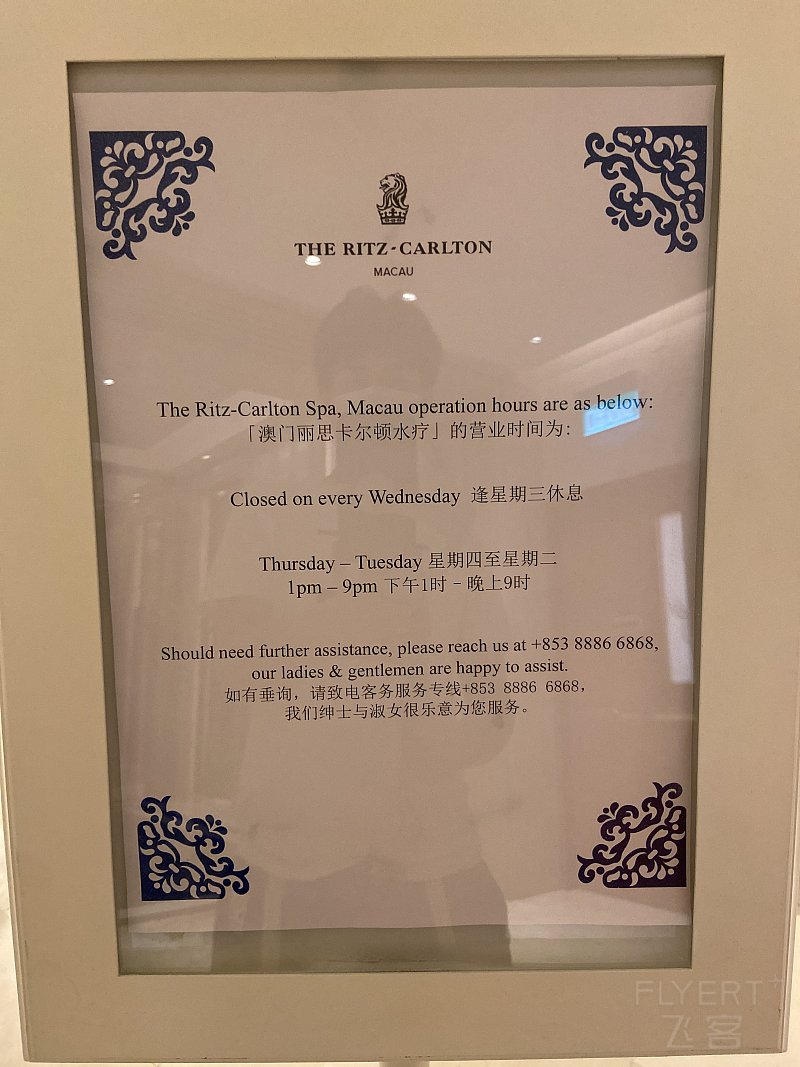 THE RITZ-CARLTON
MACAU
The Ritz-Carlton Spa, Macau operation hours are as below:
「澳门丽思卡尔顿水疗」的营业时间为：
Closed on every Wednesday 逢星期三休息
Thursday – Tuesday 星期四至星期二
1pm – 9pm 下午1时–晚上9时
Should need further assistance, please reach us at +853 8886 6868,
our ladies & gentlemen are happy to assist.
如有垂询，请致电客务服务专线+853 8886 6868，
我们绅士与淑女很乐意为您服务。
FLYERT
飞客